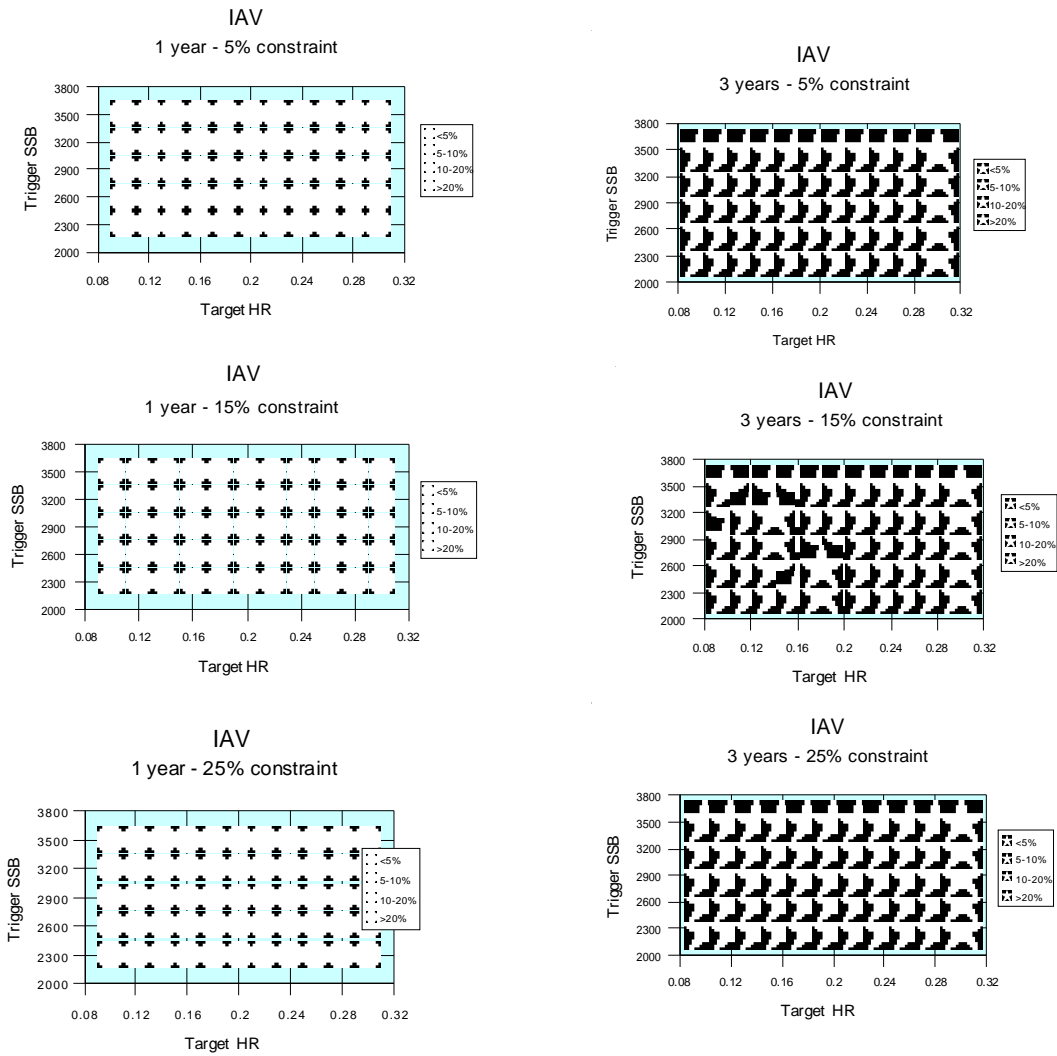 IAV
1 year - 5% constraint
3800
3500
3200
2900
2600
2300
2000
Trigger SSB
0.08 0.12 0.16 0.2 0.24 0.28 0.32
Target HR
<5%
5-10%
10-20%
>20%
IAV
3 years - 5% constraint
3800
3500
3200
2900
2600
2300
2000
Trigger SSB
0.08 0.12 0.16 0.2 0.24 0.28 0.32
Target HR
<5%
5-10%
10-20%
>20%
IAV
1 year - 15% constraint
3800
3500
3200
2900
2600
2300
2000
Trigger SSB
0.08 0.12 0.16 0.2 0.24 0.28 0.32
Target HR
<5%
5-10%
10-20%
>20%
IAV
3 years - 15% constraint
3800
3500
3200
2900
2600
2300
2000
Trigger SSB
0.08 0.12 0.16 0.2 0.24 0.28 0.32
Target HR
<5%
5-10%
10-20%
>20%
IAV
1 year - 25% constraint
3800
3500
3200
2900
2600
2300
2000
Trigger SSB
0.08 0.12 0.16 0.20 0.24 0.28 0.32
Target HR
<5%
5-10%
10-20%
>20%
IAV
3 years - 25% constraint
3800
3500
3200
2900
2600
2300
2000
Trigger SSB
0.08 0.12 0.16 0.2 0.24 0.28 0.32
Target HR
<5%
5-10%
10-20%
>20%